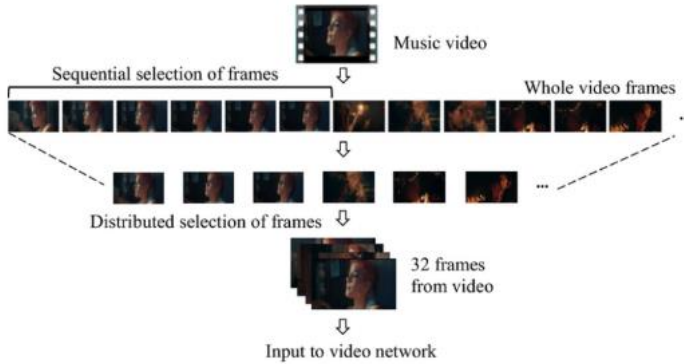 Music video
Sequential selection of frames
Whole video frames
...
Distributed selection of frames
32 frames
from video
Input to video network